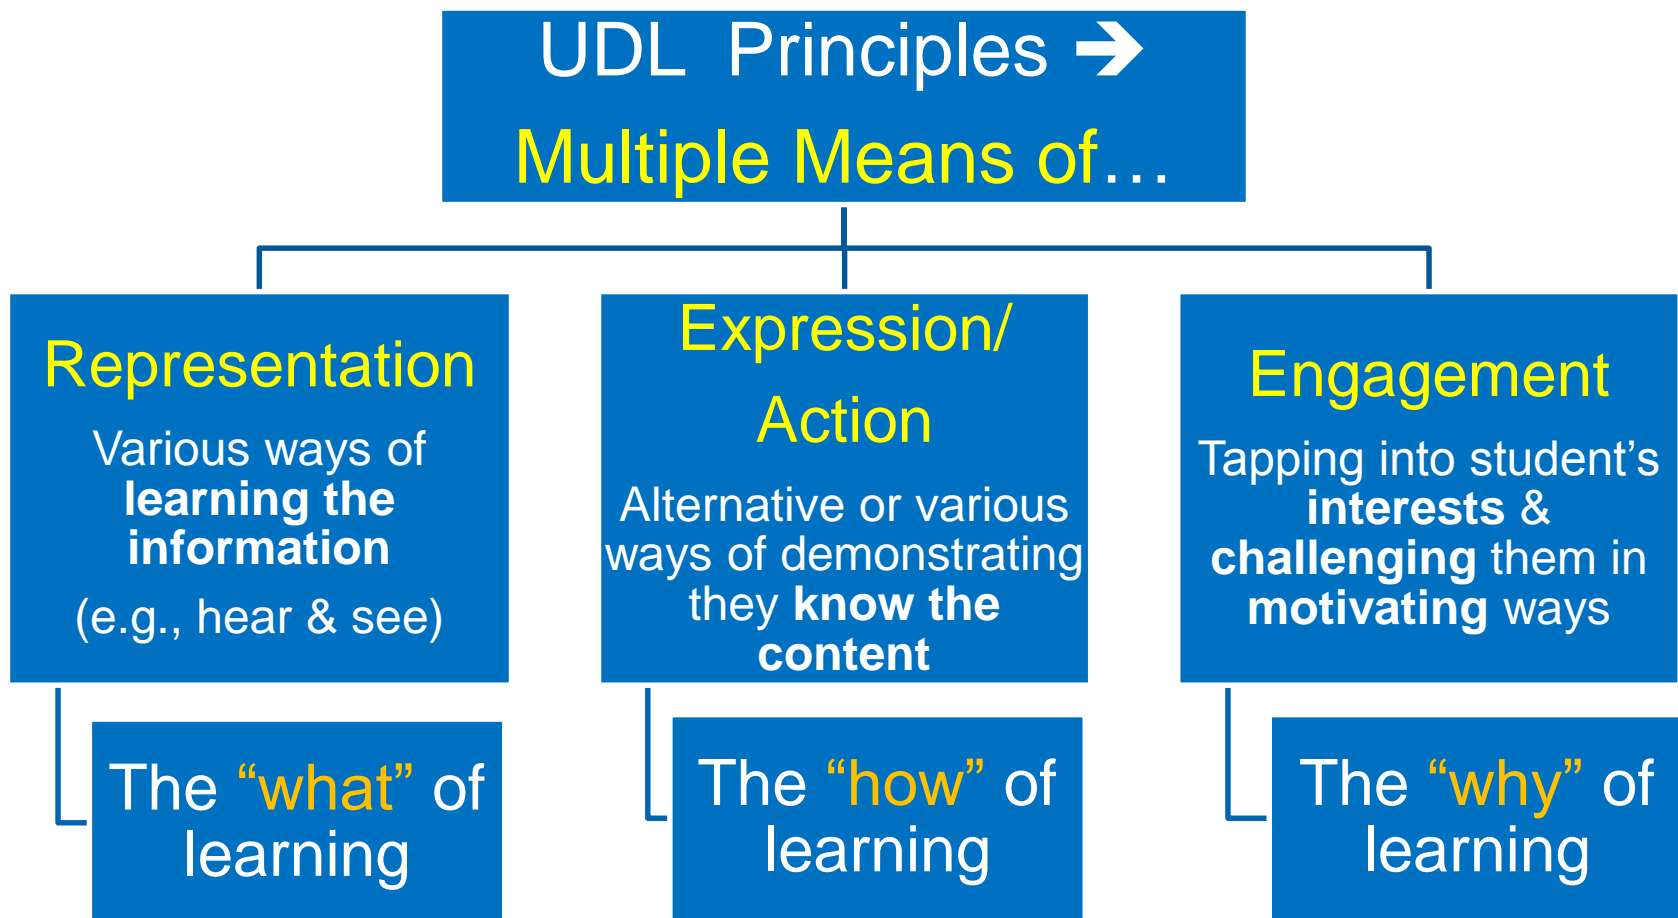 UDL Principles ➔
Multiple Means of…
Representation
Various ways of
learning the
information
(e.g., hear & see)
The “what” of
learning
Expression/
Action
Alternative or various
ways of demonstrating
they know the
content
The “how” of
learning
Engagement
Tapping into student’s
interests &
challenging them in
motivating ways
The “why” of
learning